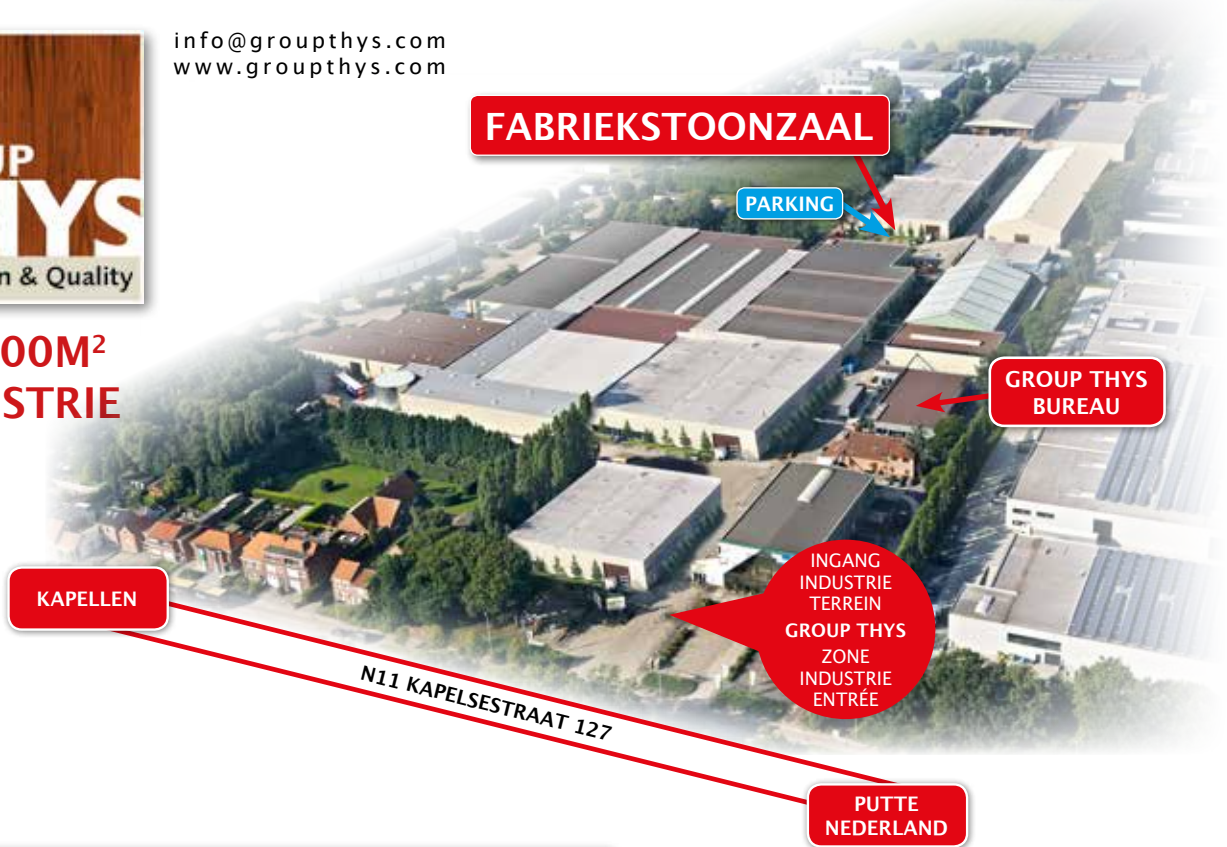 info@groupthys.com
www.groupthys.com
UP
HYS
n & Quality
00M²
STRIE
FABRIEKSTOONZAAL
PARKING
GROUP THYS
BUREAU
INGANG
INDUSTRIE
TERREIN
GROUP THYS
ZONE
INDUSTRIE
ENTRÉE
KAPELLEN
N11 KAPELSESTRAAT 127
PUTTE
NEDERLAND